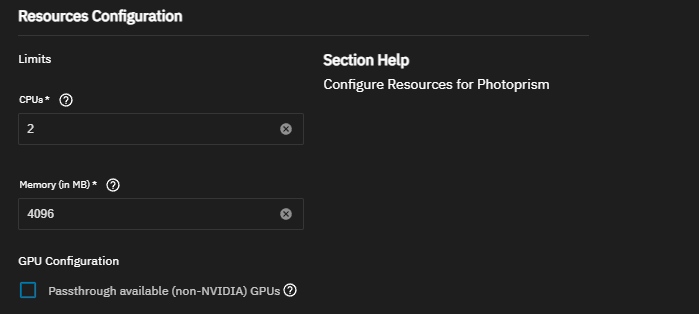 Resources Configuration
Limits
Section Help
Configure Resources for Photoprism
CPUs *
2
Memory (in MB) *
4096
GPU Configuration
Passthrough available (non-NVIDIA) GPUs